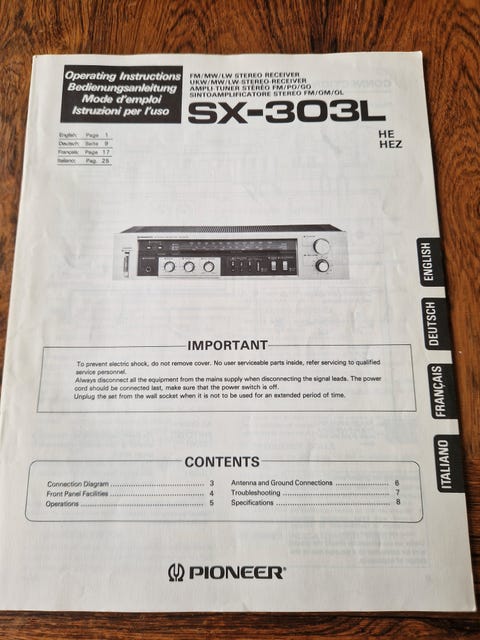 Operating Instructions
Bedienungsanleitung
Mode d'emploi
Istruzioni per l'uso
FM/MW/LW STEREO RECEIVER
UKW/MW/LW-STEREO-RECEIVER
AMPLI-TUNER STÉRÉO FM/PO/GO
SINTOAMPLIFICATORE STEREO FM/OM/OL
SX-303L
HE
HEZ
English: Page 1
Deutsch: Seite 9
Français: Page 17
Italiano: Pag. 25
ENGLISH
DEUTSCH
FRANÇAIS
ITALIANO
IMPORTANT
To prevent electric shock, do not remove cover. No user serviceable parts inside, refer servicing to qualified
service personnel.
Always disconnect all the equipment from the mains supply when disconnecting the signal leads. The power
cord should be connected last, make sure that the power switch is off.
Unplug the set from the wall socket when it is not to be used for an extended period of time.
CONTENTS
Connection Diagram ................................ 3
Front Panel Facilities ................................ 4
Operations ................................ 5
Antenna and Ground Connections ................ 6
Troubleshooting ................................ 7
Specifications ................................ 8
PIONEER